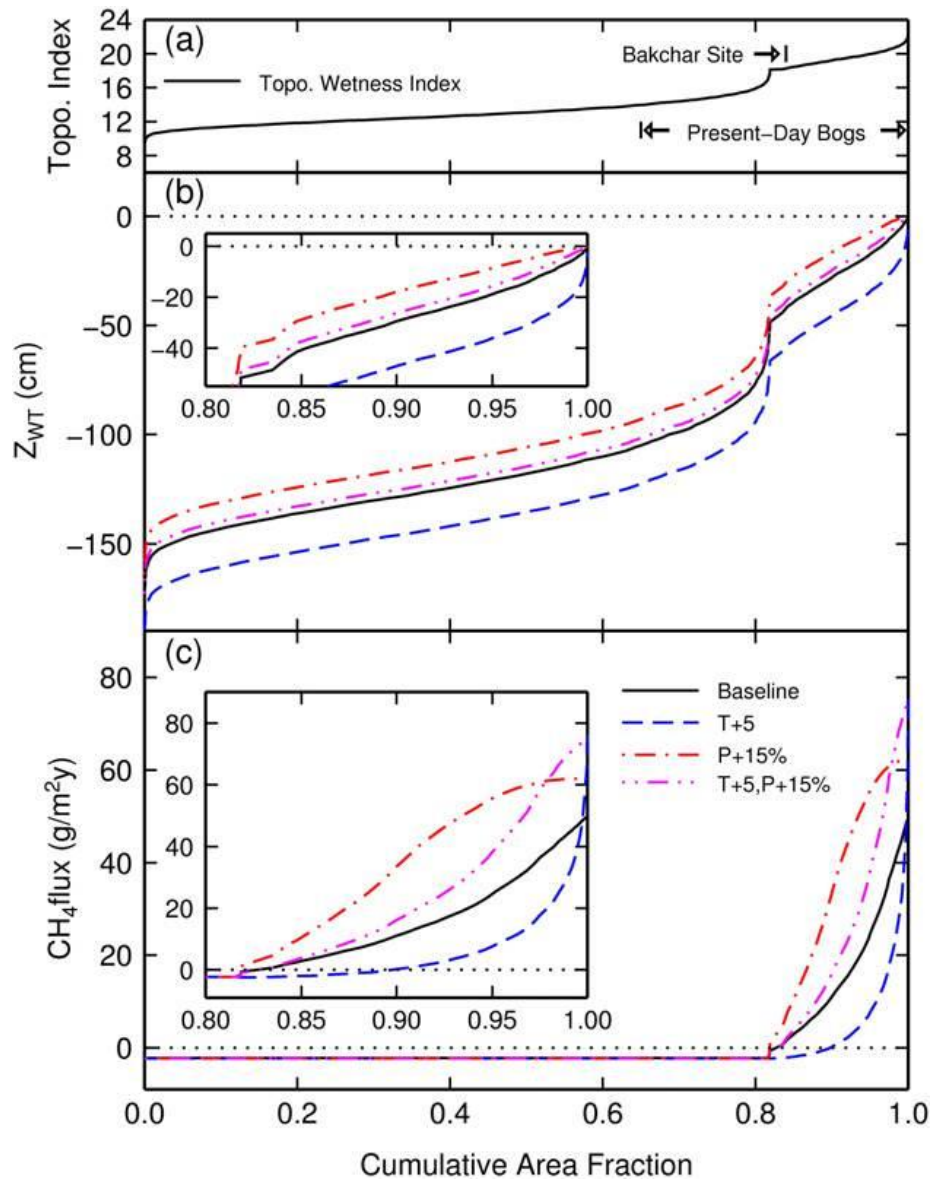 24
20
16
12
8
Topo. Index
(a)
Topo. Wetness Index
Bakchar Site
Present−Day Bogs
(b)
0
−50
−100
−150
Z_WT (cm)
0
−20
−40
0.80 0.85 0.90 0.95 1.00
(c)
80
60
40
20
0
CH₄flux (g/m²y)
80
60
40
20
0
0.80 0.85 0.90 0.95 1.00
Baseline
T+5
P+15%
T+5,P+15%
0.0 0.2 0.4 0.6 0.8 1.0
Cumulative Area Fraction